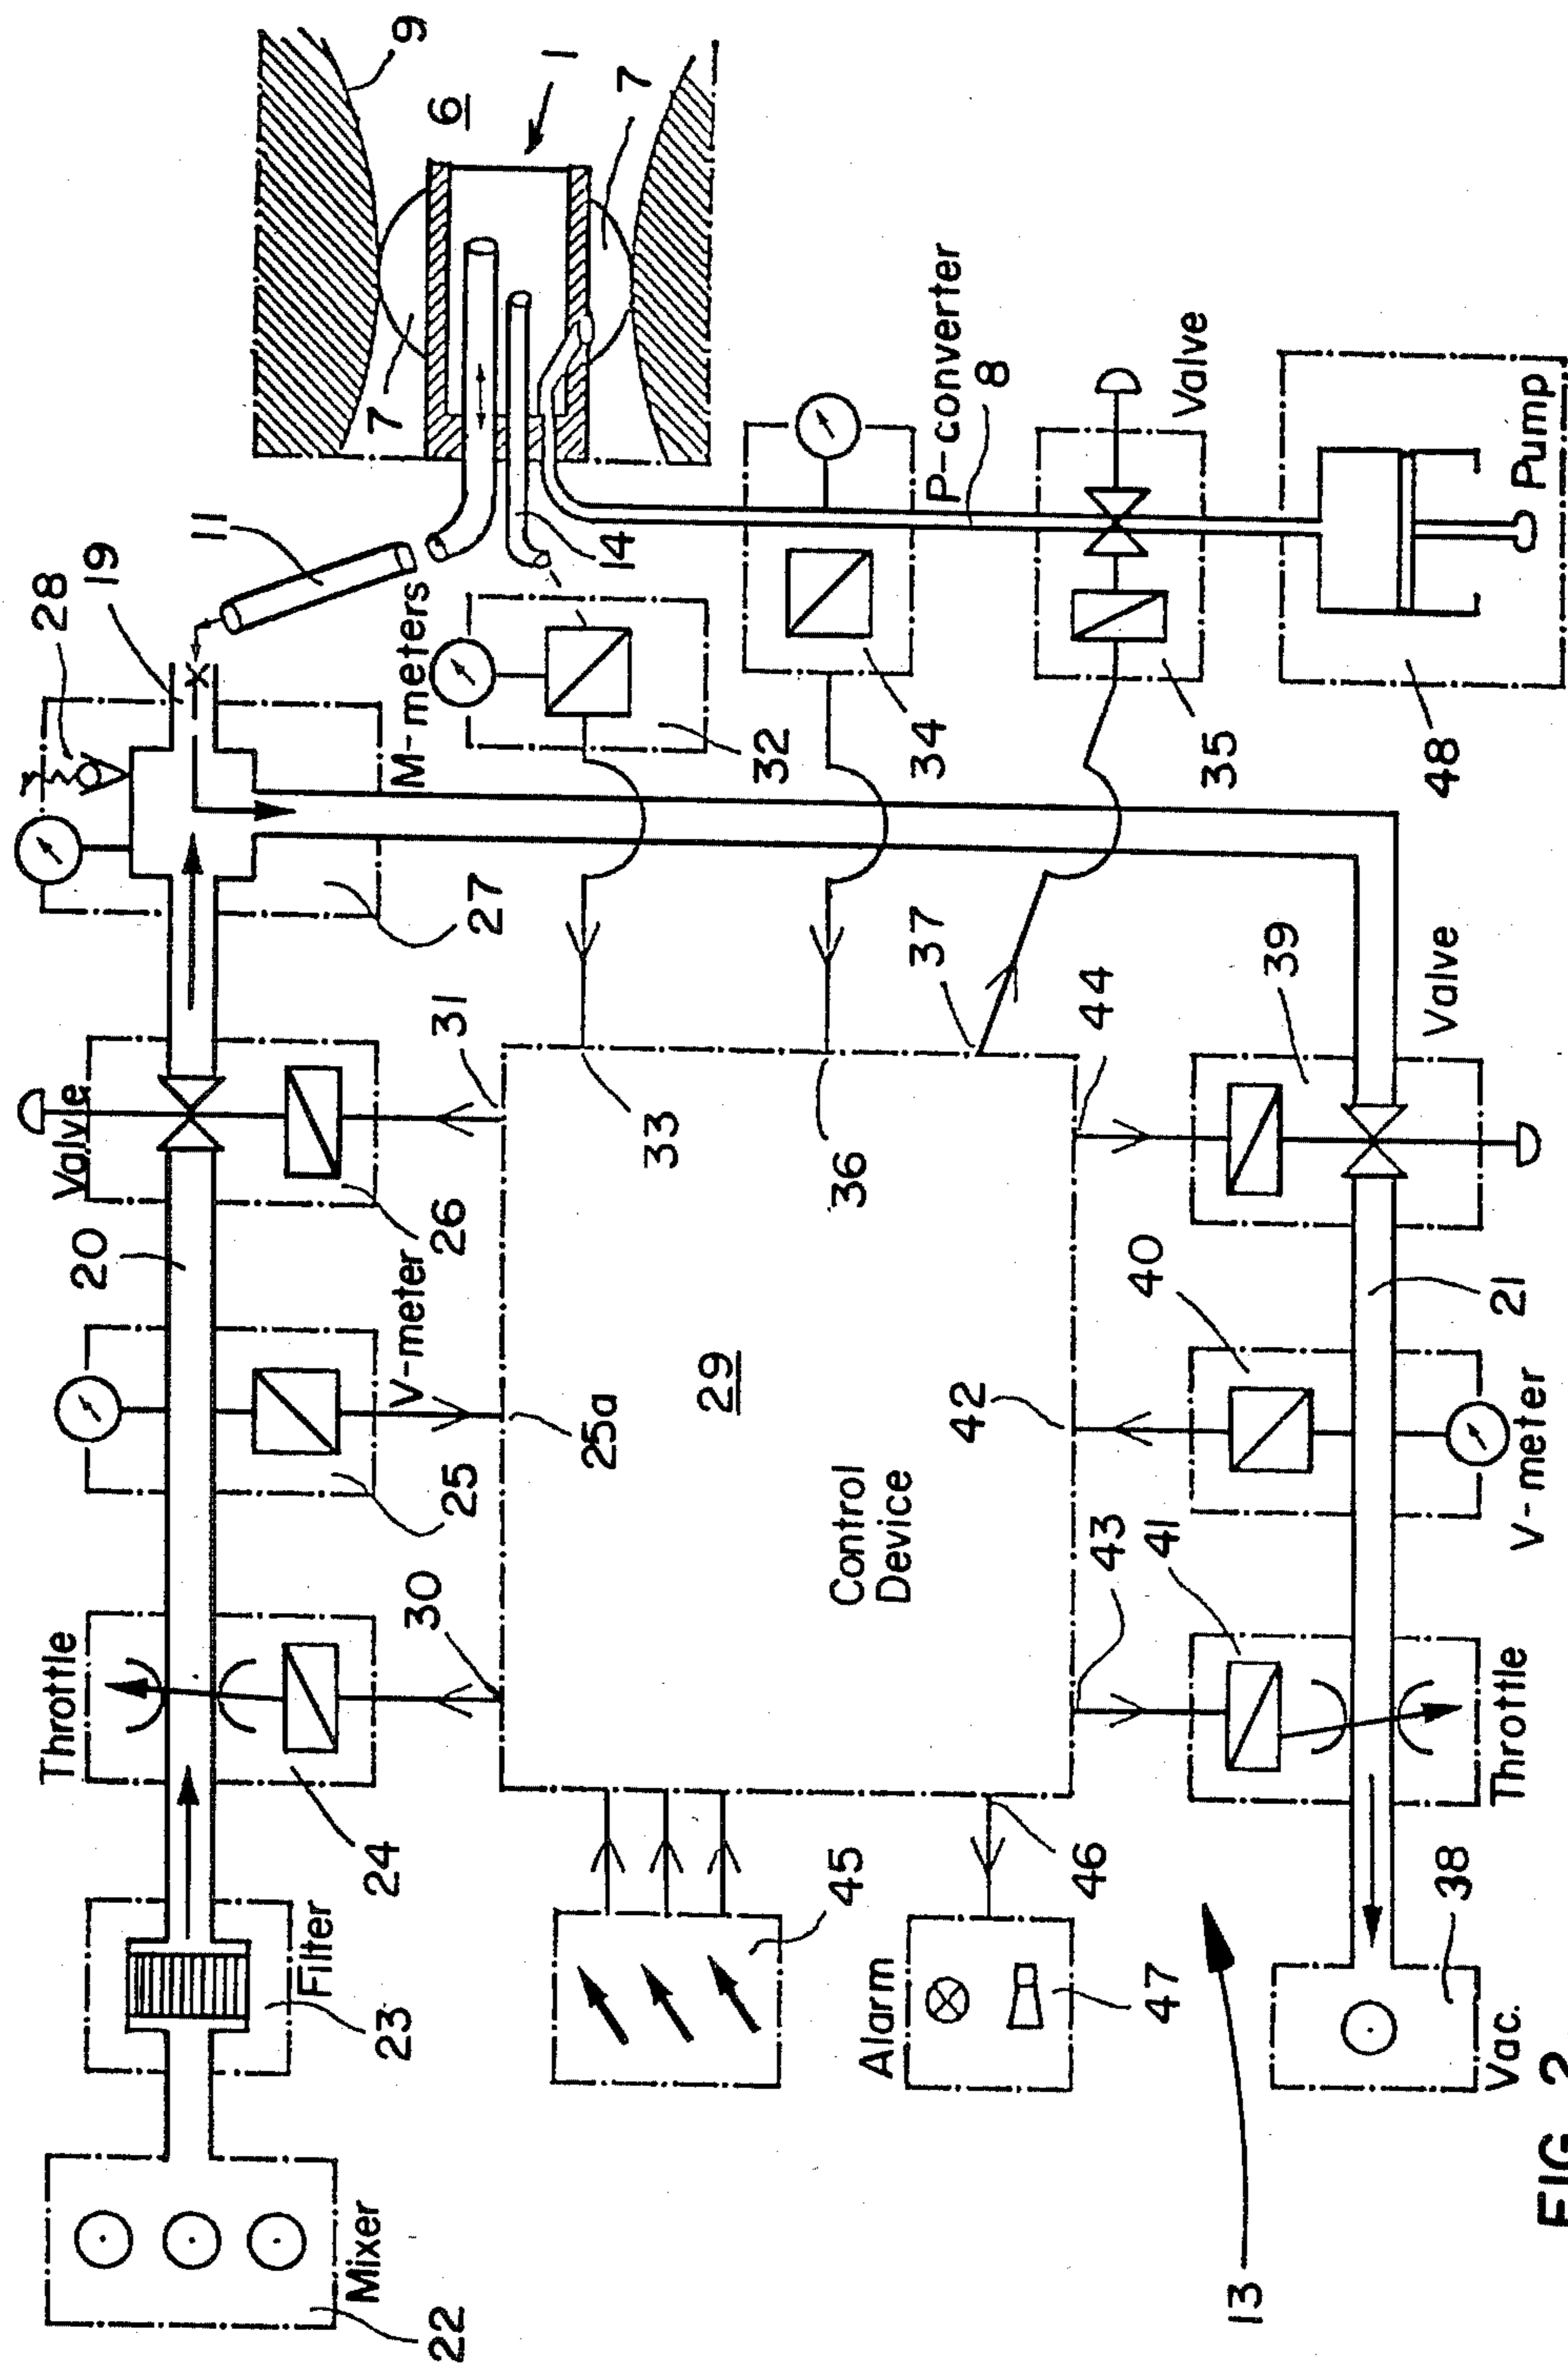 22
Mixer
23
Filter
Throttle
24
30
25
V-meter
25a
20
Valve
26
31
27
M-meters
28
19
11
9
6
1
7
7
14
32
33
P-converter
8
34
36
Valve
35
37
Pump
48
29
Control
Device
45
Alarm
46
47
13
43
41
Throttle
42
40
V-meter
44
39
Valve
21
38
Vac.
FIG. 2